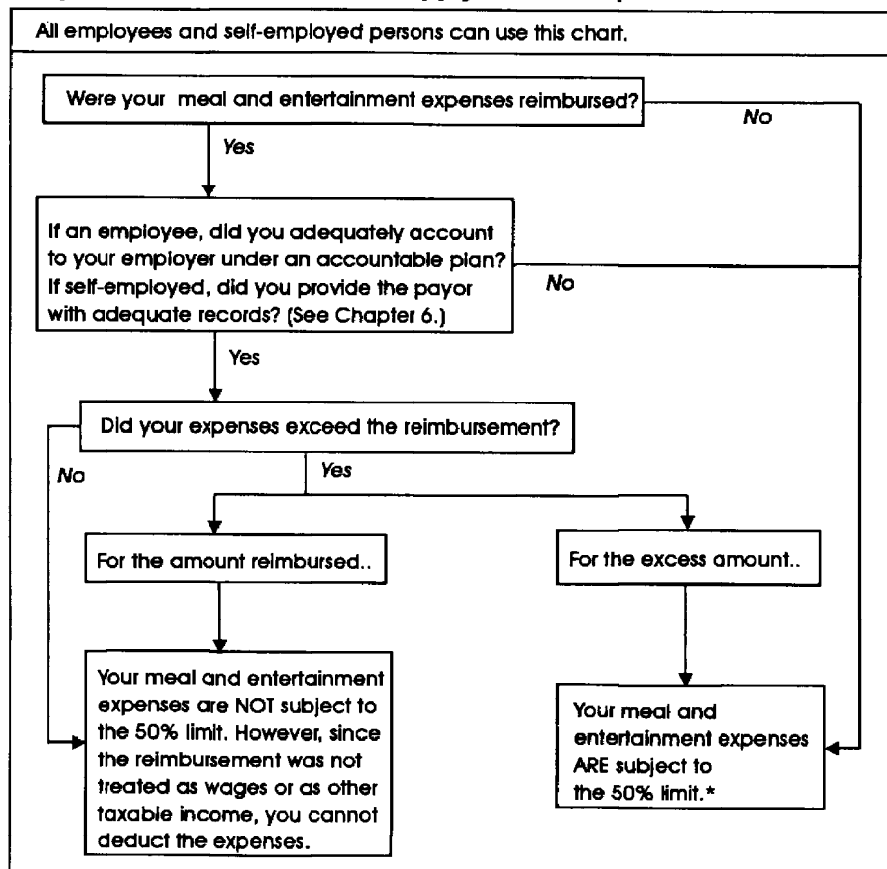 All employees and self-employed persons can use this chart.
Were your meal and entertainment expenses reimbursed?
No
Yes
If an employee, did you adequately account
to your employer under an accountable plan?
If self-employed, did you provide the payor
with adequate records? (See Chapter 6.)
No
Yes
Did your expenses exceed the reimbursement?
No
Yes
For the amount reimbursed..
For the excess amount..
Your meal and entertainment
expenses are NOT subject to
the 50% limit. However, since
the reimbursement was not
treated as wages or as other
taxable income, you cannot
deduct the expenses.
Your meal and
entertainment expenses
ARE subject to
the 50% limit.*